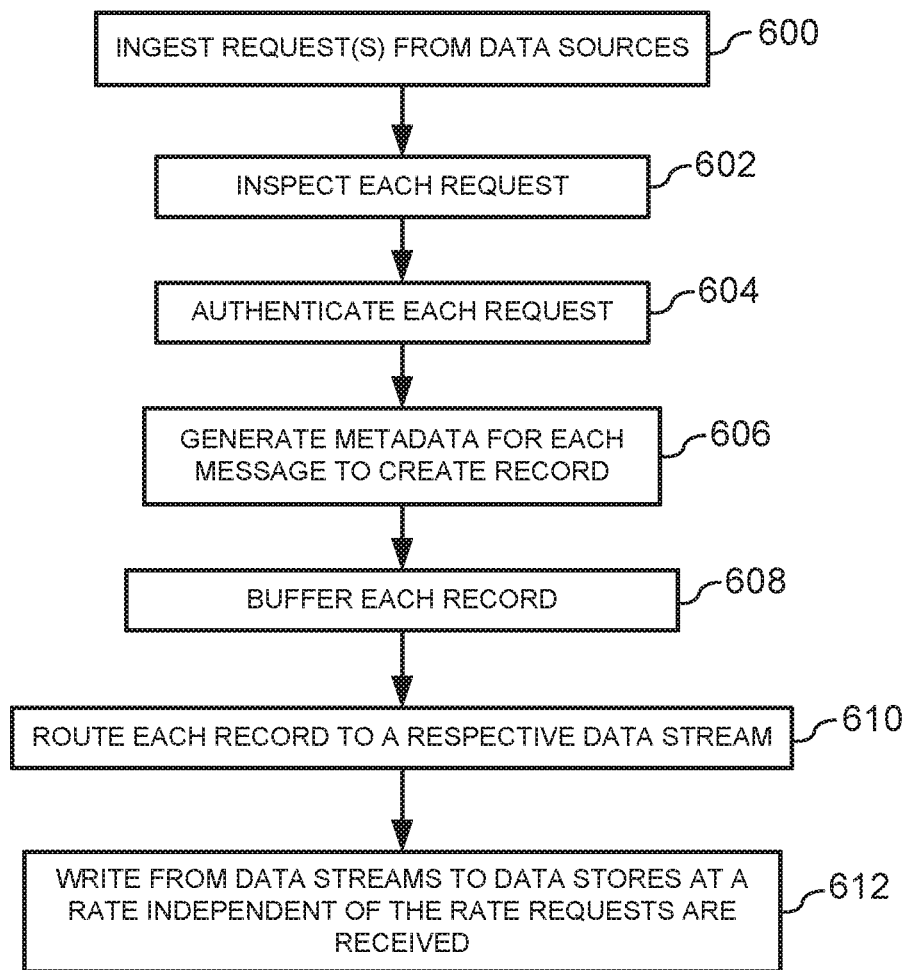 INGEST REQUEST(S) FROM DATA SOURCES
600
INSPECT EACH REQUEST
602
AUTHENTICATE EACH REQUEST
604
GENERATE METADATA FOR EACH
MESSAGE TO CREATE RECORD
606
BUFFER EACH RECORD
608
ROUTE EACH RECORD TO A RESPECTIVE DATA STREAM
610
WRITE FROM DATA STREAMS TO DATA STORES AT A
RATE INDEPENDENT OF THE RATE REQUESTS ARE
RECEIVED
612